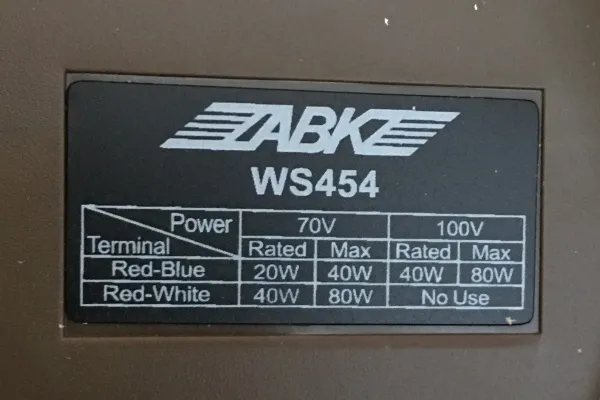 ABK
WS454
Power 70V 100V
Terminal Rated Max Rated Max
Red-Blue 20W 40W 40W 80W
Red-White 40W 80W No Use